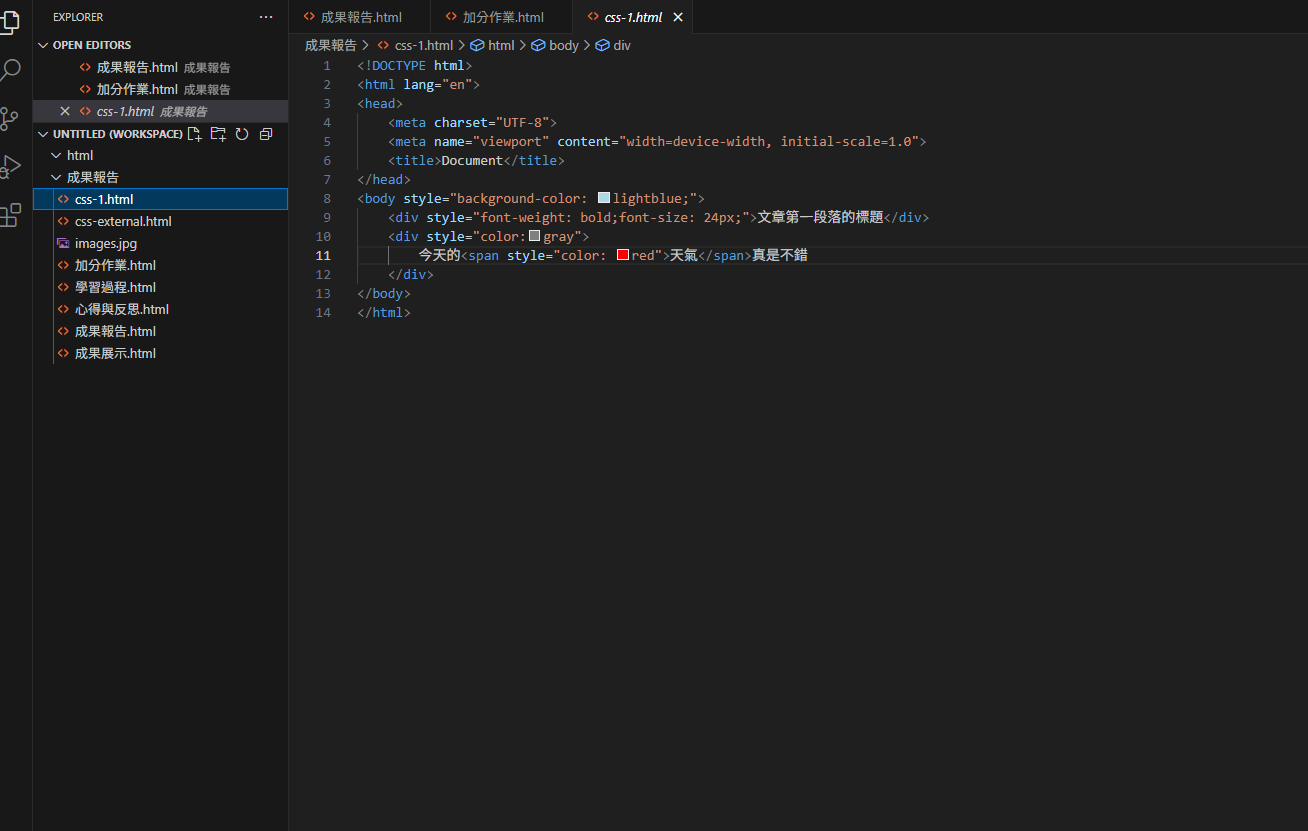 EXPLORER
OPEN EDITORS
成果報告.html 成果報告
加分作業.html 成果報告
css-1.html 成果報告
UNTITLED (WORKSPACE)
html
成果報告
css-1.html
css-external.html
images.jpg
加分作業.html
學習過程.html
心得與反思.html
成果報告.html
成果展示.html
成果報告.html 加分作業.html css-1.html
成果報告 > css-1.html > html > body > div
1 <!DOCTYPE html>
2 <html lang="en">
3 <head>
4 <meta charset="UTF-8">
5 <meta name="viewport" content="width=device-width, initial-scale=1.0">
6 <title>Document</title>
7 </head>
8 <body style="background-color: lightblue;">
9 <div style="font-weight: bold;font-size: 24px;">文章第一段落的標題</div>
10 <div style="color:gray">
11 今天的<span style="color: red">天氣</span>真是不錯
12 </div>
13 </body>
14 </html>